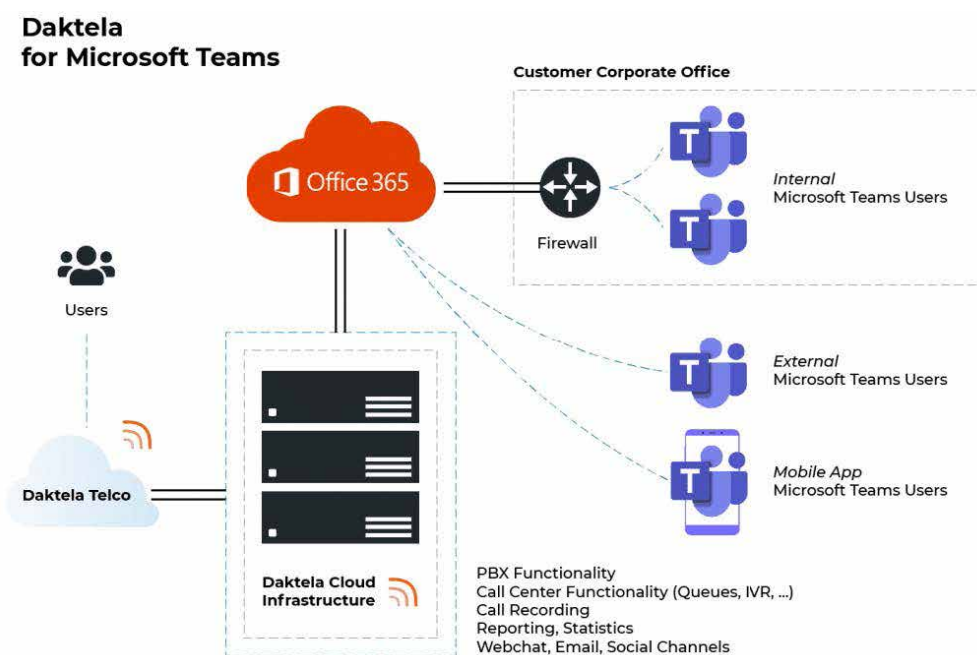 Daktela
for Microsoft Teams
Customer Corporate Office
Office 365
T
Internal
Microsoft Teams Users
T
Firewall
Users
T
External
Microsoft Teams Users
T
Mobile App
Microsoft Teams Users
Daktela Telco
Daktela Cloud
Infrastructure
PBX Functionality
Call Center Functionality (Queues, IVR, ...)
Call Recording
Reporting, Statistics
Webchat, Email, Social Channels